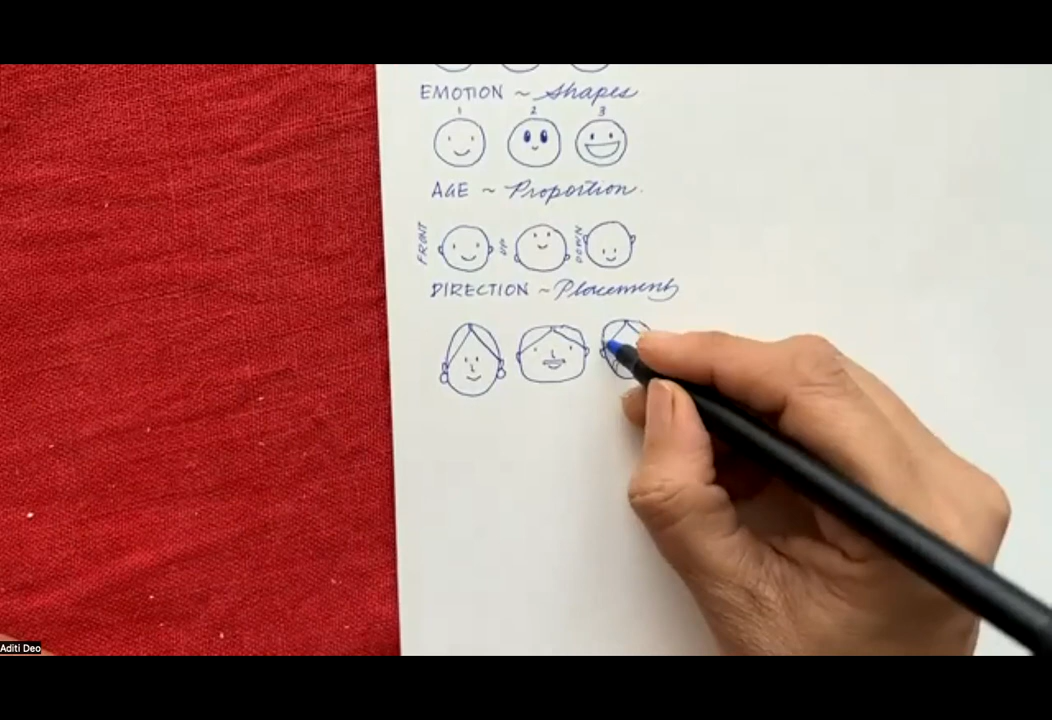 EMOTION ~ Shapes
1 2 3
AGE ~ Proportion.
FRONT UP DOWN
DIRECTION ~ Placement
Aditi Deo